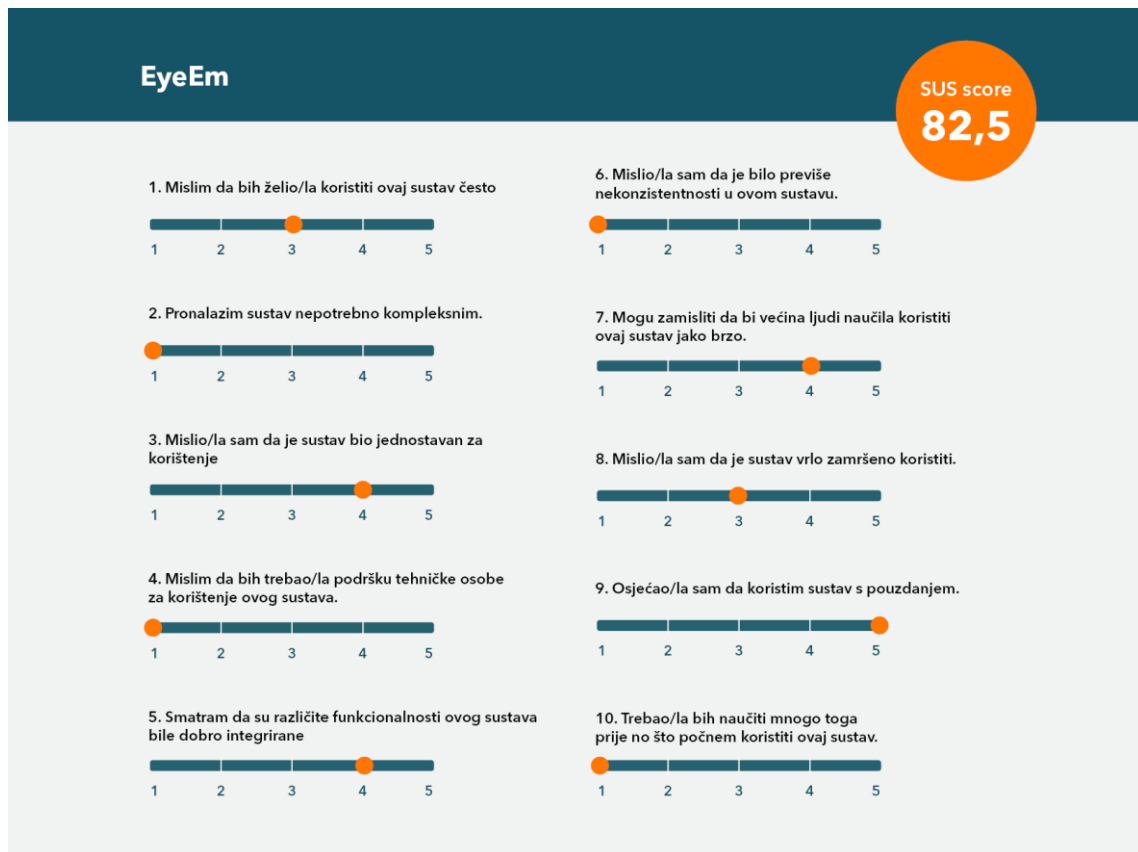 EyeEm
SUS score
82,5
1. Mislim da bih želio/la koristiti ovaj sustav često
1 2 3 4 5
2. Pronalazim sustav nepotrebno kompleksnim.
1 2 3 4 5
3. Mislio/la sam da je sustav bio jednostavan za
korištenje
1 2 3 4 5
4. Mislim da bih trebao/la podršku tehničke osobe
za korištenje ovog sustava.
1 2 3 4 5
5. Smatram da su različite funkcionalnosti ovog sustava
bile dobro integrirane
1 2 3 4 5
6. Mislio/la sam da je bilo previše
nekonzistentnosti u ovom sustavu.
1 2 3 4 5
7. Mogu zamisliti da bi većina ljudi naučila koristiti
ovaj sustav jako brzo.
1 2 3 4 5
8. Mislio/la sam da je sustav vrlo zamršeno koristiti.
1 2 3 4 5
9. Osjećao/la sam da koristim sustav s pouzdanjem.
1 2 3 4 5
10. Trebao/la bih naučiti mnogo toga
prije no što počnem koristiti ovaj sustav.
1 2 3 4 5